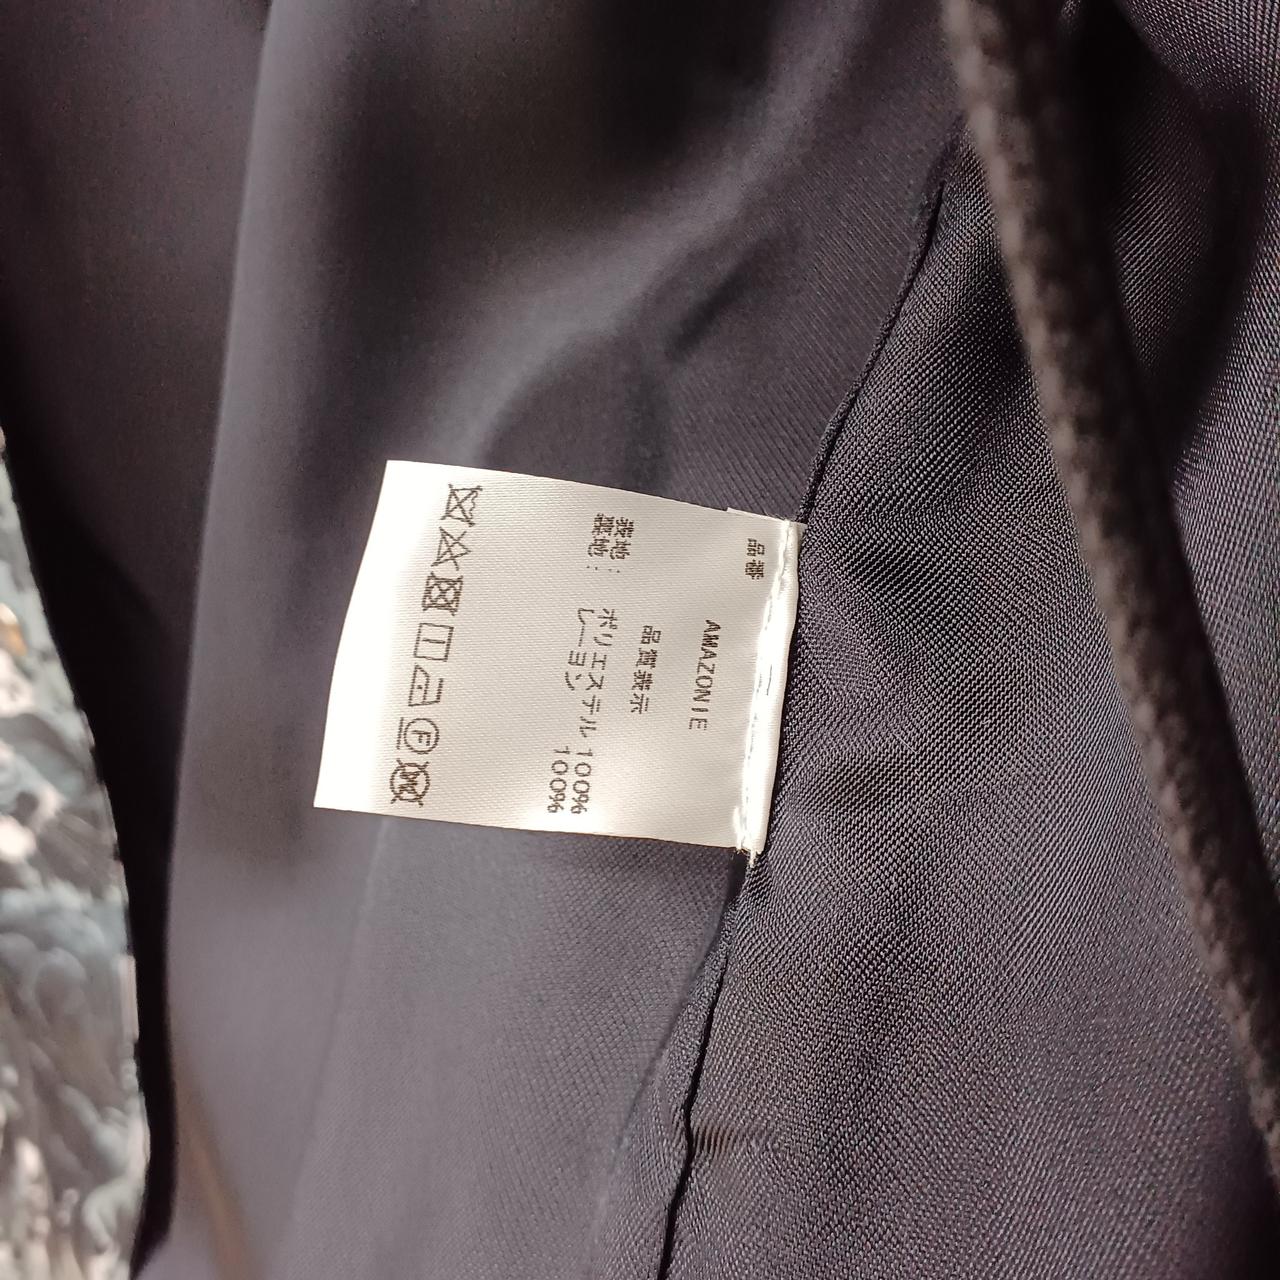 品番
AMAZONIE
品質表示
表地: ポリエステル 100%
裏地: レーヨン 100%
F